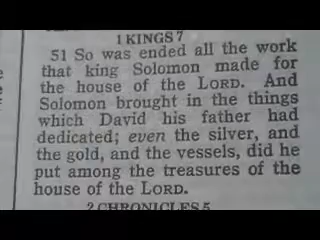 1 KINGS 7
51 So was ended all the work
that king Solomon made for
the house of the LORD. And
Solomon brought in the things
which David his father had
dedicated; even the silver, and
the gold, and the vessels, did he
put among the treasures of the
house of the LORD.
2 CHRONICLES 5